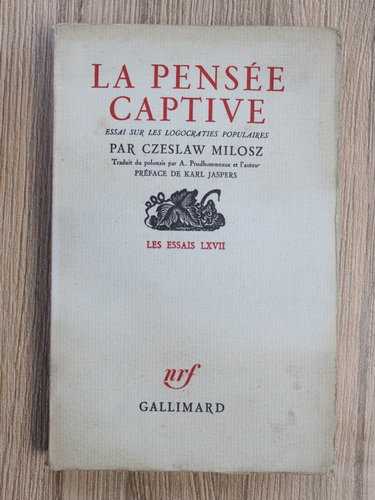 LA PENSÉE
CAPTIVE
ESSAI SUR LES LOGOCRATIES POPULAIRES
PAR CZESLAW MILOSZ
Traduit du polonais par A. Prudhommeaux et l'auteur
PRÉFACE DE KARL JASPERS
LES ESSAIS LXVII
nrf
GALLIMARD